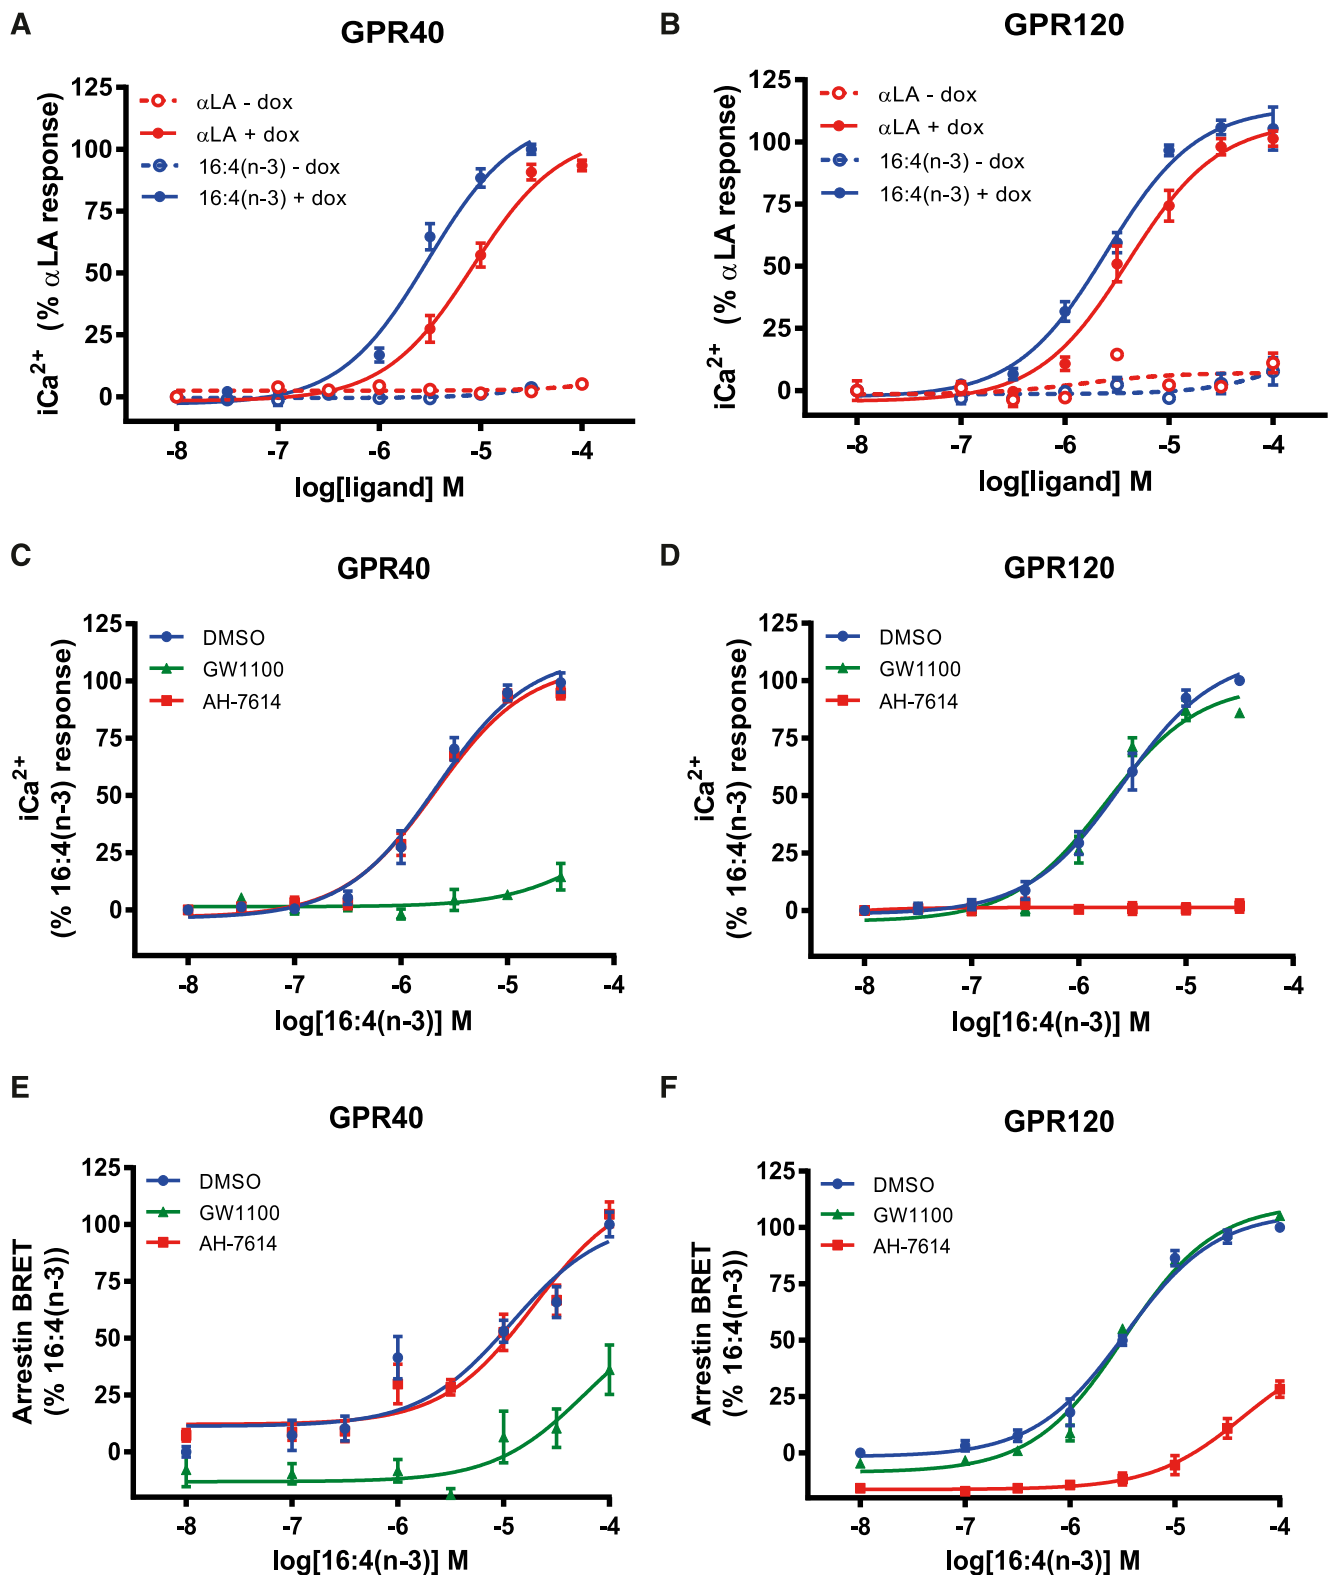 A
GPR40
αLA - dox
αLA + dox
16:4(n-3) - dox
16:4(n-3) + dox
iCa2+ (% αLA response)
125
100
75
50
25
0
-8 -7 -6 -5 -4
log[ligand] M
B
GPR120
αLA - dox
αLA + dox
16:4(n-3) - dox
16:4(n-3) + dox
iCa2+ (% αLA response)
125
100
75
50
25
0
-8 -7 -6 -5 -4
log[ligand] M
C
GPR40
DMSO
GW1100
AH-7614
iCa2+
(% 16:4(n-3) response)
125
100
75
50
25
0
-8 -7 -6 -5 -4
log[16:4(n-3)] M
D
GPR120
DMSO
GW1100
AH-7614
iCa2+
(% 16:4(n-3) response)
125
100
75
50
25
0
-8 -7 -6 -5 -4
log[16:4(n-3)] M
E
GPR40
DMSO
GW1100
AH-7614
Arrestin BRET
(% 16:4(n-3))
125
100
75
50
25
0
-8 -7 -6 -5 -4
log[16:4(n-3)] M
F
GPR120
DMSO
GW1100
AH-7614
Arrestin BRET
(% 16:4(n-3))
125
100
75
50
25
0
-8 -7 -6 -5 -4
log[16:4(n-3)] M